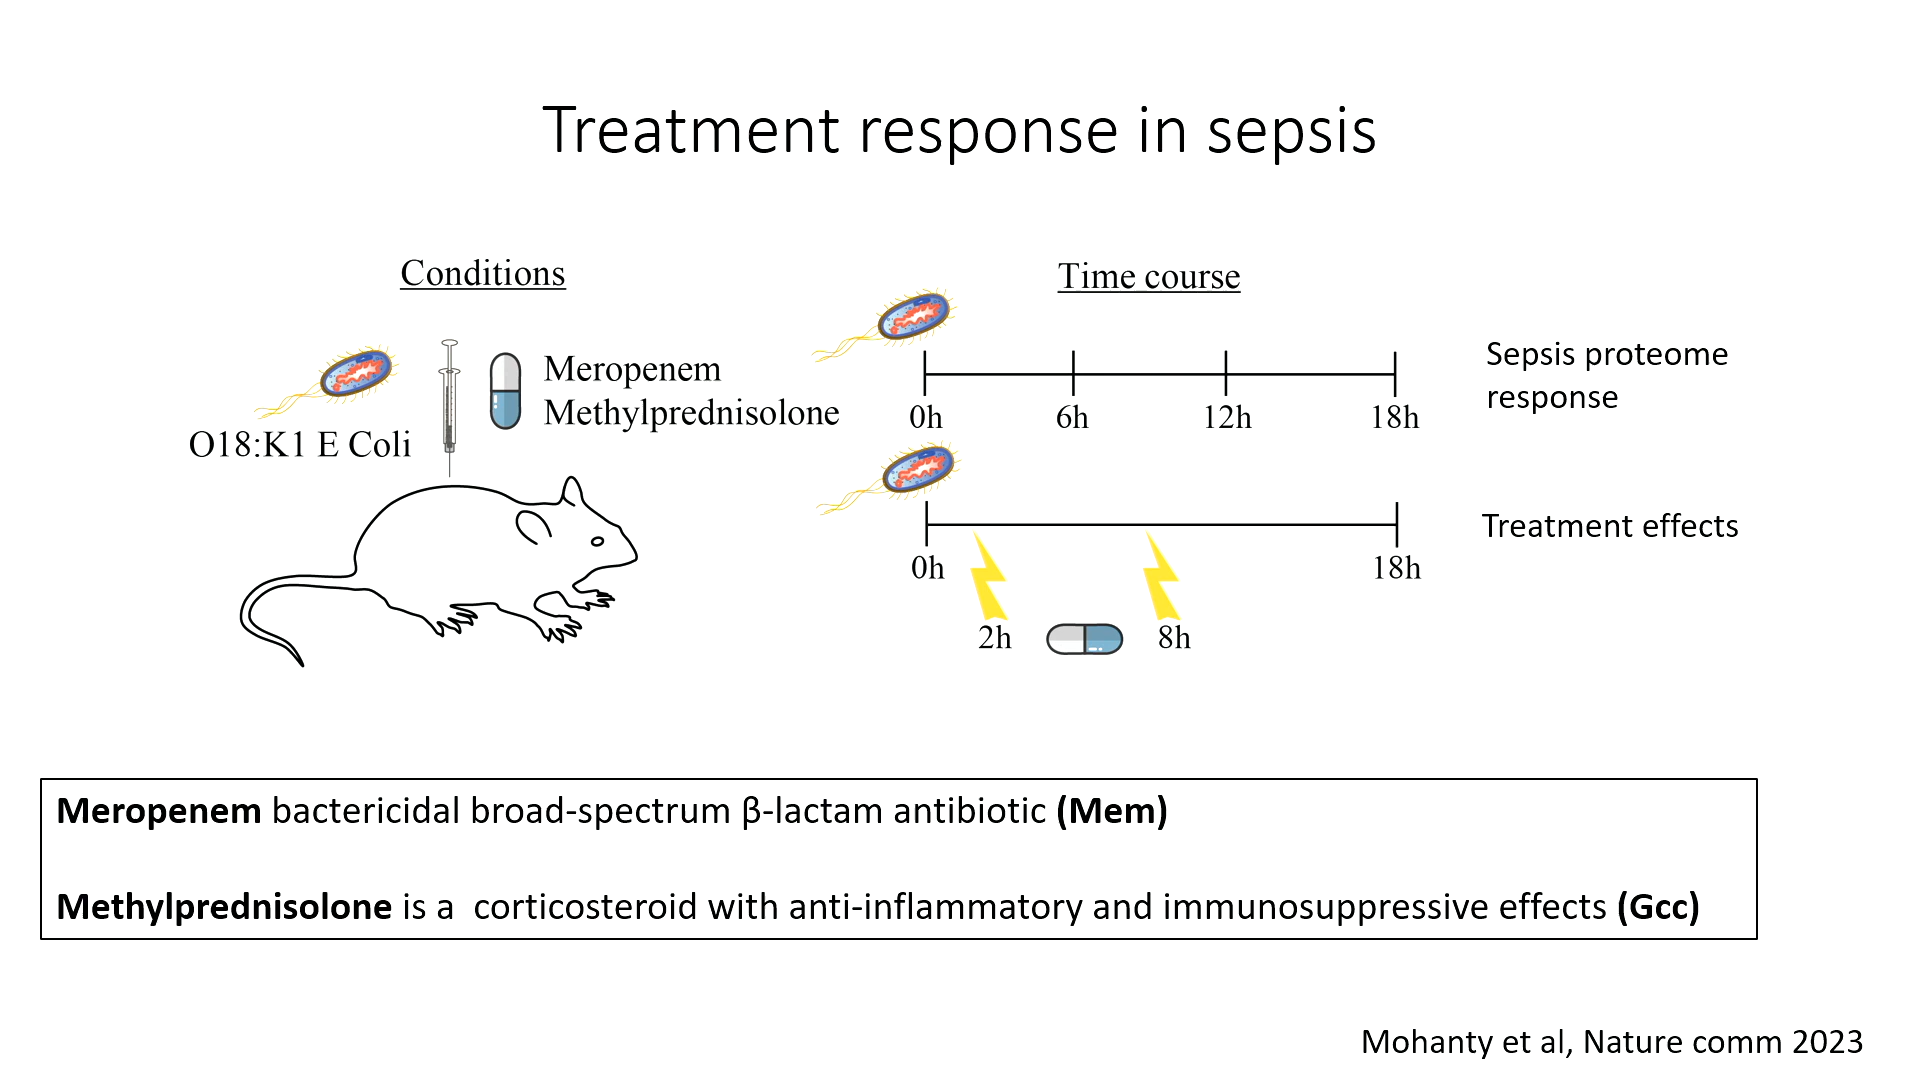 Treatment response in sepsis
Conditions
Meropenem
Methylprednisolone
O18:K1 E Coli
Time course
0h 6h 12h 18h
Sepsis proteome
response
0h 18h
2h 8h
Treatment effects
Meropenem bactericidal broad-spectrum β-lactam antibiotic (Mem)
Methylprednisolone is a  corticosteroid with anti-inflammatory and immunosuppressive effects (Gcc)
Mohanty et al, Nature comm 2023